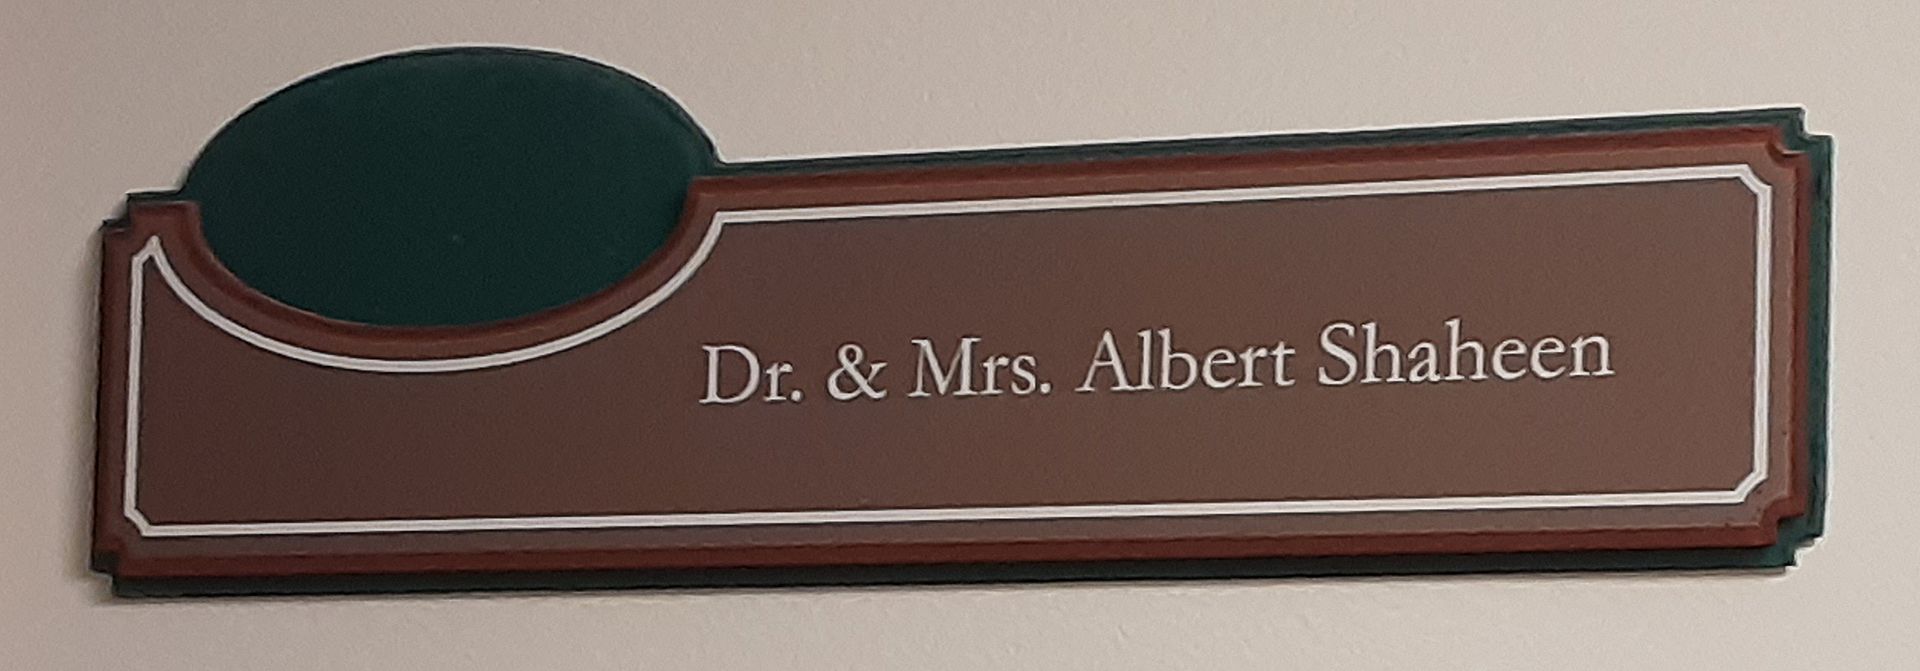 Dr. & Mrs. Albert Shaheen